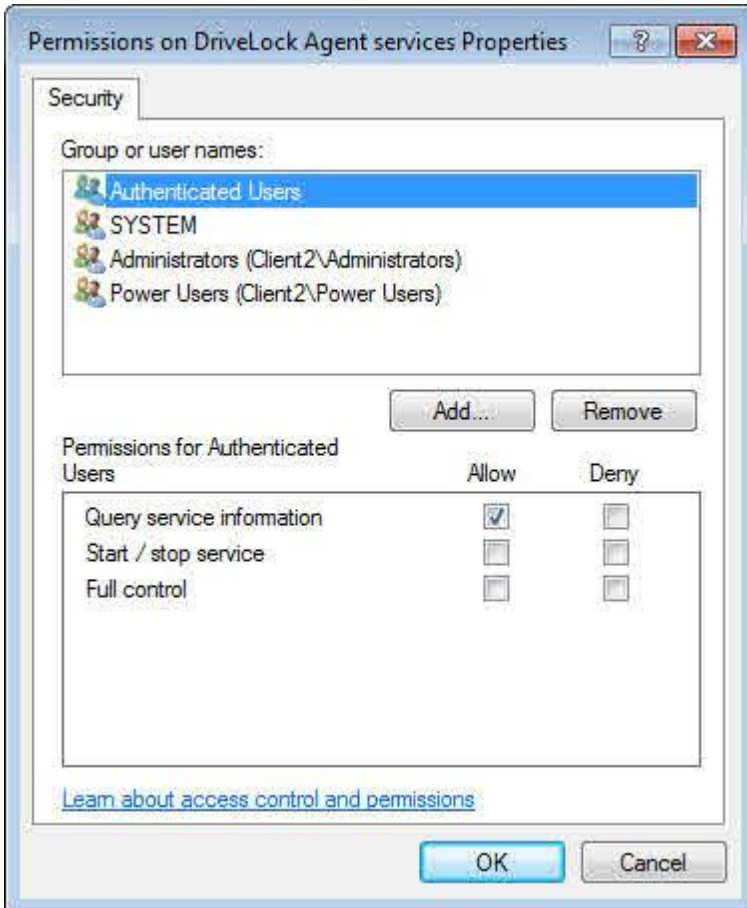 Permissions on DriveLock Agent services Properties
Security
Group or user names:
Authenticated Users
SYSTEM
Administrators (Client2\Administrators)
Power Users (Client2\Power Users)
Add...
Remove
Permissions for Authenticated
Users
Allow
Deny
Query service information
Start / stop service
Full control
Learn about access control and permissions
OK
Cancel